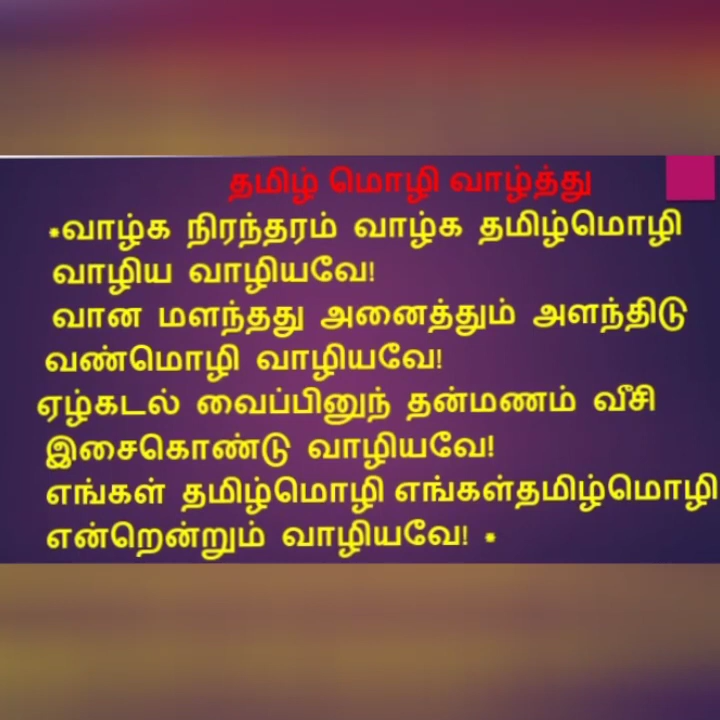 தமிழ் மொழி வாழ்த்து
*வாழ்க நிரந்தரம் வாழ்க தமிழ்மொழி
வாழிய வாழியவே!
வான மளந்தது அனைத்தும் அளந்திடு
வண்மொழி வாழியவே!
ஏழ்கடல் வைப்பினுந் தன்மணம் வீசி
இசைகொண்டு வாழியவே!
எங்கள் தமிழ்மொழி எங்கள்தமிழ்மொழி
என்றென்றும் வாழியவே! *